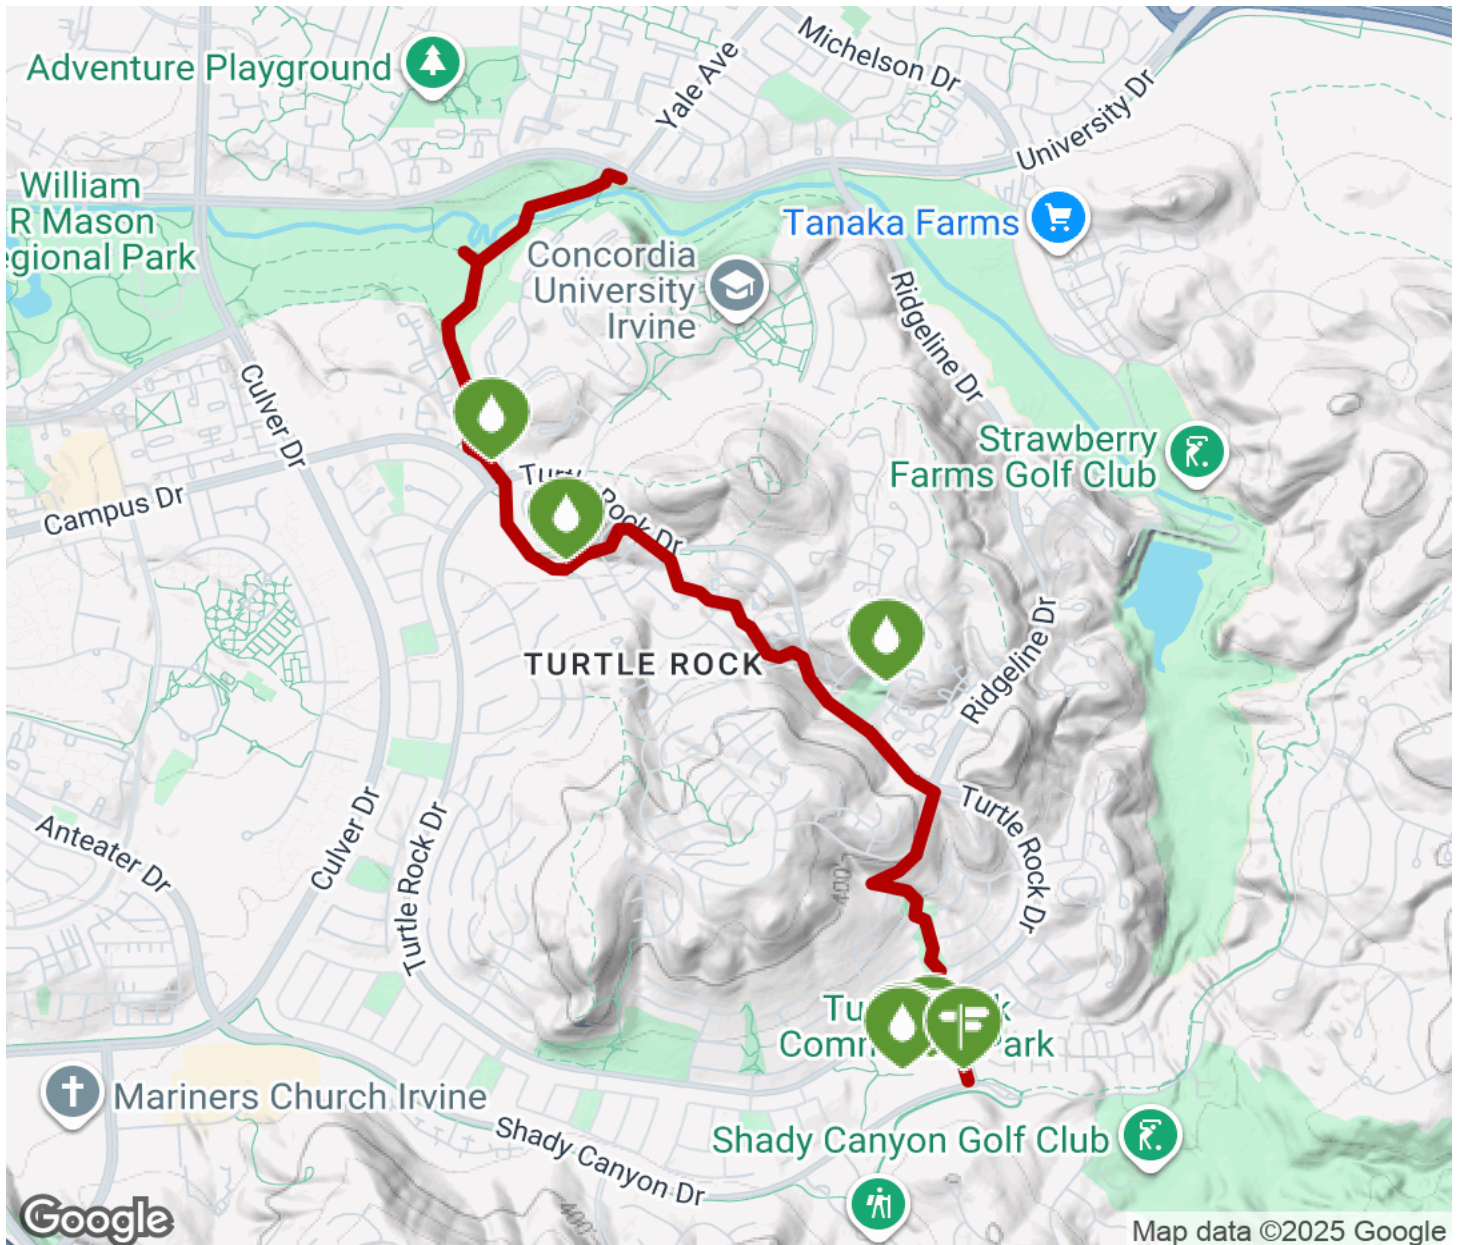 Adventure Playground
Yale Ave
Michelson Dr
University Dr
William
R Mason
egional Park
Tanaka Farms
Concordia
University
Irvine
Ridgeline Dr
Culver Dr
Strawberry
Farms Golf Club
Campus Dr
Rock Dr
TURTLE ROCK
Ridgeline Dr
Turtle Rock Dr
Culver Dr
Turtle Rock Dr
Anteater Dr
400
Park
Mariners Church Irvine
Shady Canyon Golf Club
Shady Canyon Dr
400
Google
Map data ©2025 Google